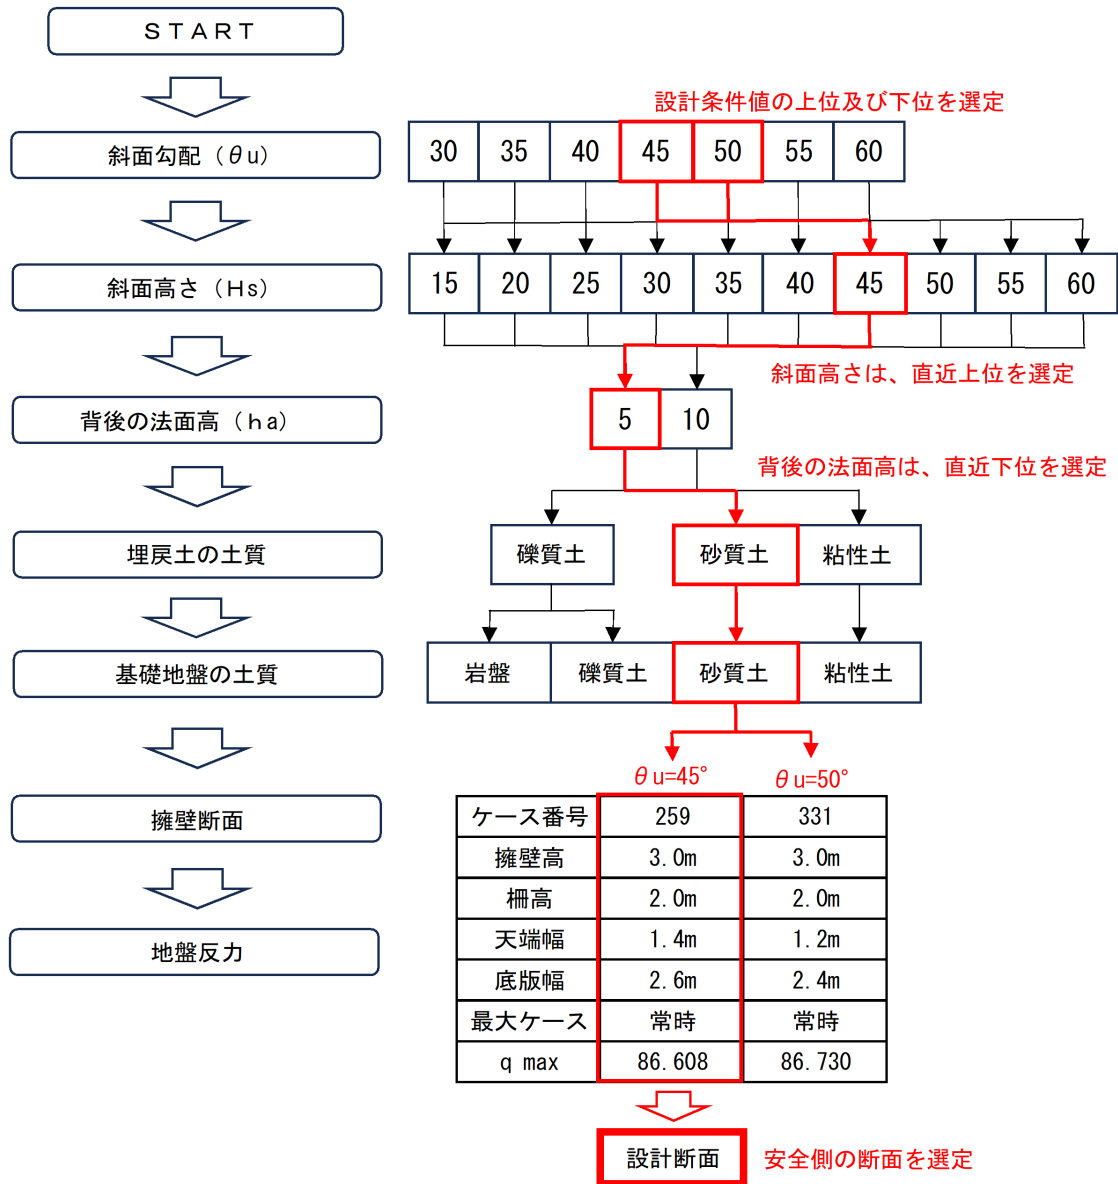 ＳＴＡＲＴ
設計条件値の上位及び下位を選定
斜面勾配（θu）
30 35 40 45 50 55 60
斜面高さ（Hs）
15 20 25 30 35 40 45 50 55 60
斜面高さは、直近上位を選定
背後の法面高（ha）
5 10
背後の法面高は、直近下位を選定
埋戻土の土質
礫質土 砂質土 粘性土
基礎地盤の土質
岩盤 礫質土 砂質土 粘性土
θu=45° θu=50°
擁壁断面
ケース番号 259 331
擁壁高 3.0m 3.0m
柵高 2.0m 2.0m
地盤反力
天端幅 1.4m 1.2m
底版幅 2.6m 2.4m
最大ケース 常時 常時
q max 86.608 86.730
設計断面 安全側の断面を選定